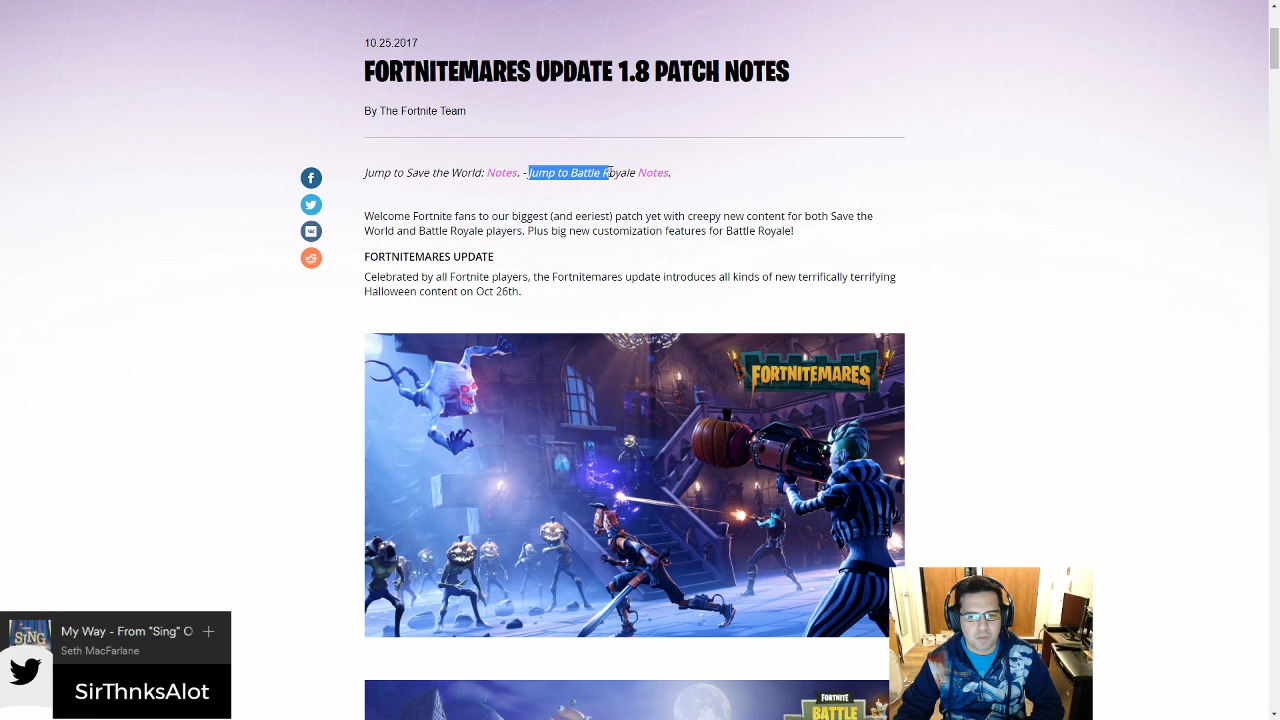 10.25.2017
FORTNITEMARES UPDATE 1.8 PATCH NOTES
By The Fortnite Team
Jump to Save the World: Notes. - Jump to Battle Royale Notes.
Welcome Fortnite fans to our biggest (and eeriest) patch yet with creepy new content for both Save the
World and Battle Royale players. Plus big new customization features for Battle Royale!
FORTNITEMARES UPDATE
Celebrated by all Fortnite players, the Fortnitemares update introduces all kinds of new terrifically terrifying
Halloween content on Oct 26th.
FORTNITEMARES
FORTNITE
BATTLE
SING
My Way - From "Sing" O
Seth MacFarlane
SirThnksAlot